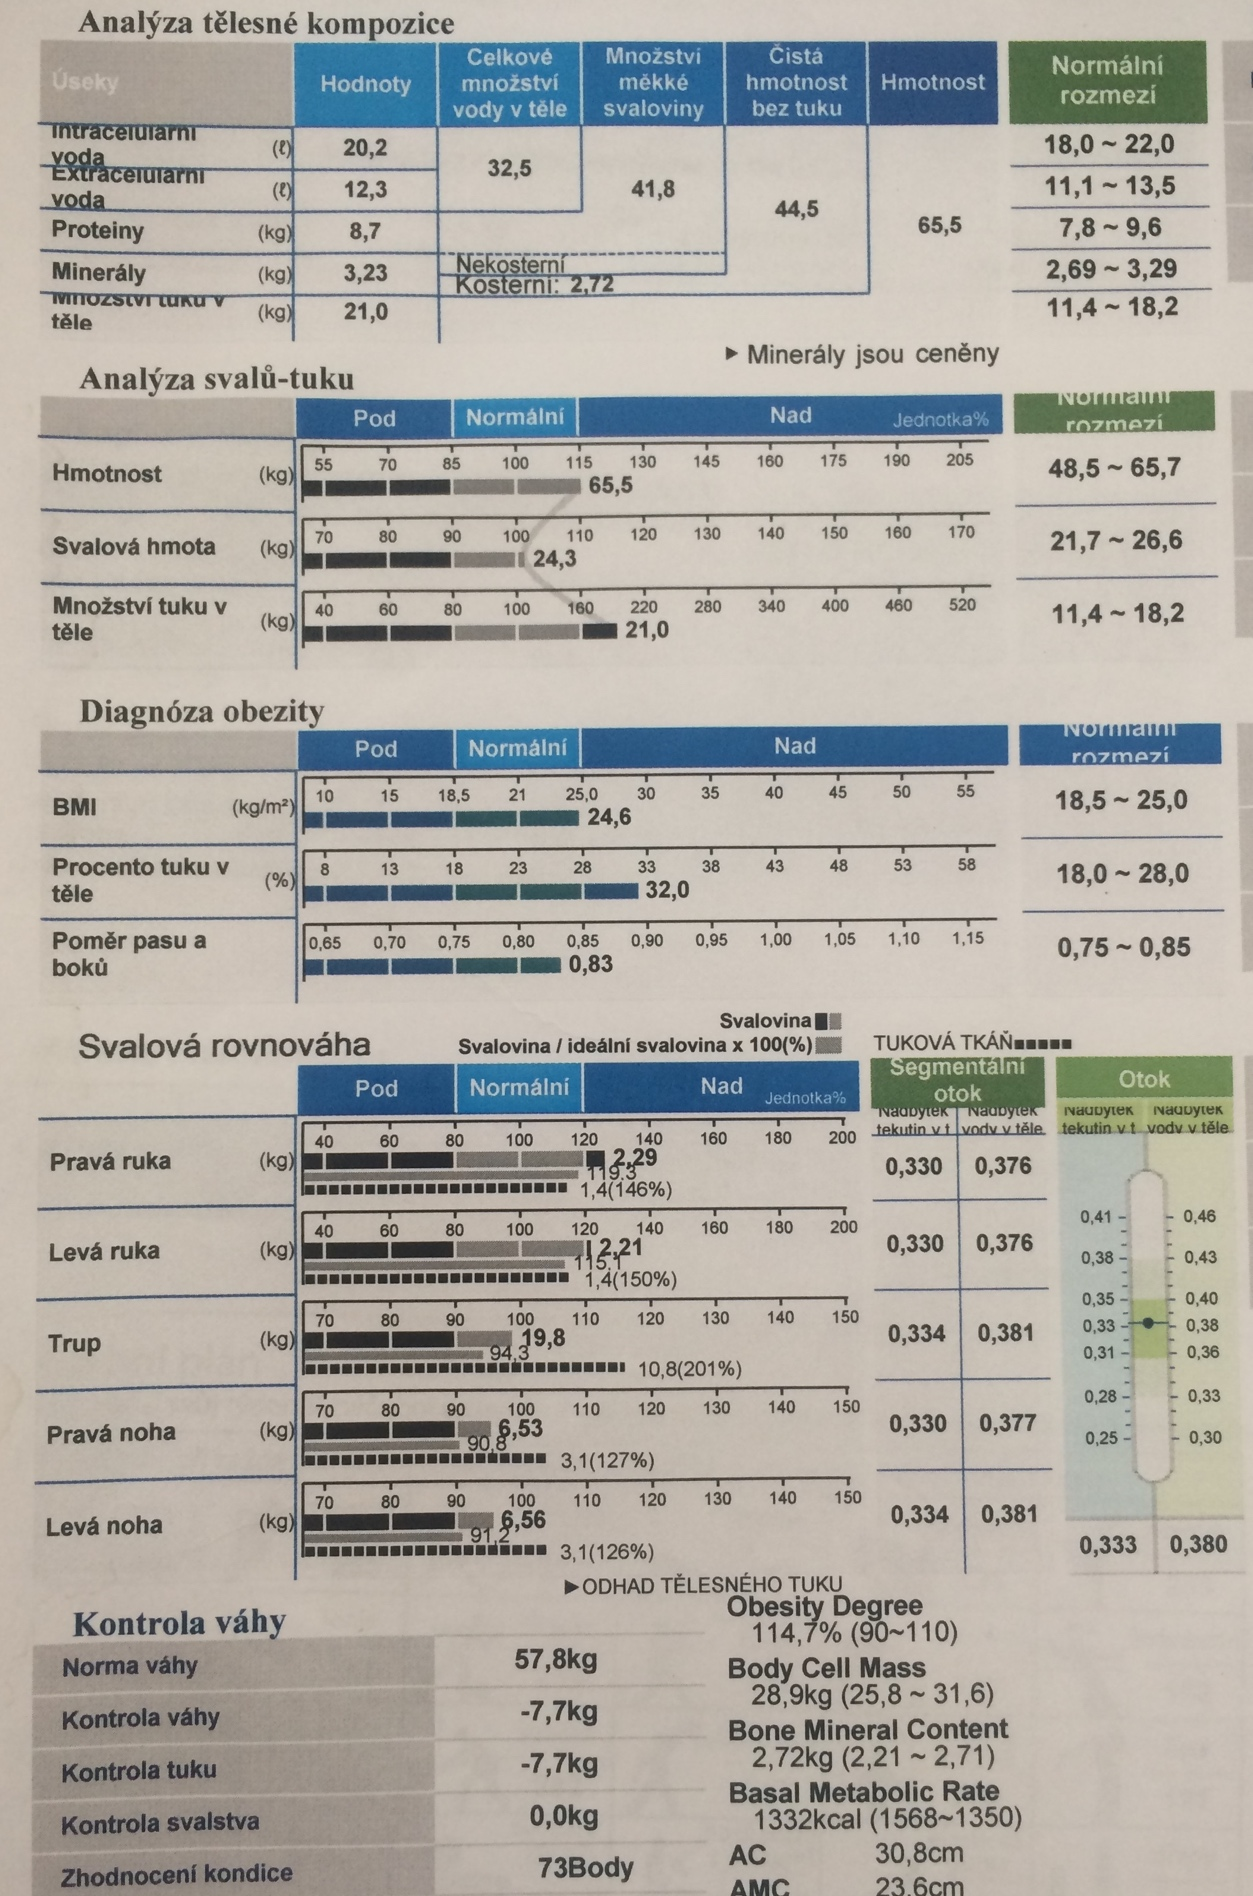 Analýza tělesné kompozice
Úseky
Hodnoty
Celkové
množství
vody v těle
Množství
měkké
svaloviny
Čistá
hmotnost
bez tuku
Hmotnost
Normální
rozmezí
Intracelulární
voda (ℓ) 20,2 18,0 ~ 22,0
32,5
Extracelulární
voda (ℓ) 12,3 41,8 11,1 ~ 13,5
44,5
Proteiny (kg) 8,7 65,5 7,8 ~ 9,6
Nekosterní
Minerály (kg) 3,23 2,69 ~ 3,29
Kosterní: 2,72
Množství tuku v
těle (kg) 21,0 11,4 ~ 18,2
► Minerály jsou ceněny
Analýza svalů-tuku
Pod Normální Nad Jednotka%
Normální
rozmezí
55 70 85 100 115 130 145 160 175 190 205
Hmotnost (kg) 65,5 48,5 ~ 65,7
70 80 90 100 110 120 130 140 150 160 170
Svalová hmota (kg) 24,3 21,7 ~ 26,6
40 60 80 100 160 220 280 340 400 460 520
Množství tuku v
těle (kg) 21,0 11,4 ~ 18,2
Diagnóza obezity
Pod Normální Nad
Normální
rozmezí
10 15 18,5 21 25,0 30 35 40 45 50 55
BMI (kg/m²) 24,6 18,5 ~ 25,0
8 13 18 23 28 33 38 43 48 53 58
Procento tuku v
těle (%) 32,0 18,0 ~ 28,0
0,65 0,70 0,75 0,80 0,85 0,90 0,95 1,00 1,05 1,10 1,15
Poměr pasu a
boků 0,83 0,75 ~ 0,85
Svalová rovnováha
Svalovina
Svalovina / ideální svalovina x 100(%)
TUKOVÁ TKÁŇ
Pod Normální Nad Jednotka%
Segmentální
otok
Nadbytek
tekutin v t
Nadbytek
vody v těle
Otok
Nadbytek
tekutin v t
Nadbytek
vody v těle
40 60 80 100 120 140 160 180 200
Pravá ruka (kg) 2,29 0,330 0,376
119.3
1,4(146%)
40 60 80 100 120 140 160 180 200
Levá ruka (kg) 2,21 0,330 0,376
115,1
1,4(150%)
70 80 90 100 110 120 130 140 150
Trup (kg) 19,8 0,334 0,381
94,3
10,8(201%)
70 80 90 100 110 120 130 140 150
Pravá noha (kg) 6,53 0,330 0,377
90,8
3,1(127%)
70 80 90 100 110 120 130 140 150
Levá noha (kg) 6,56 0,334 0,381
91,2
3,1(126%)
0,41 0,46
0,38 0,43
0,35 0,40
0,33 0,38
0,31 0,36
0,28 0,33
0,25 0,30
0,333 0,380
►ODHAD TĚLESNÉHO TUKU
Kontrola váhy
Norma váhy 57,8kg
Kontrola váhy -7,7kg
Kontrola tuku -7,7kg
Kontrola svalstva 0,0kg
Zhodnocení kondice 73Body
Obesity Degree
114,7% (90~110)
Body Cell Mass
28,9kg (25,8 ~ 31,6)
Bone Mineral Content
2,72kg (2,21 ~ 2,71)
Basal Metabolic Rate
1332kcal (1568~1350)
AC 30,8cm
AMC 23,6cm